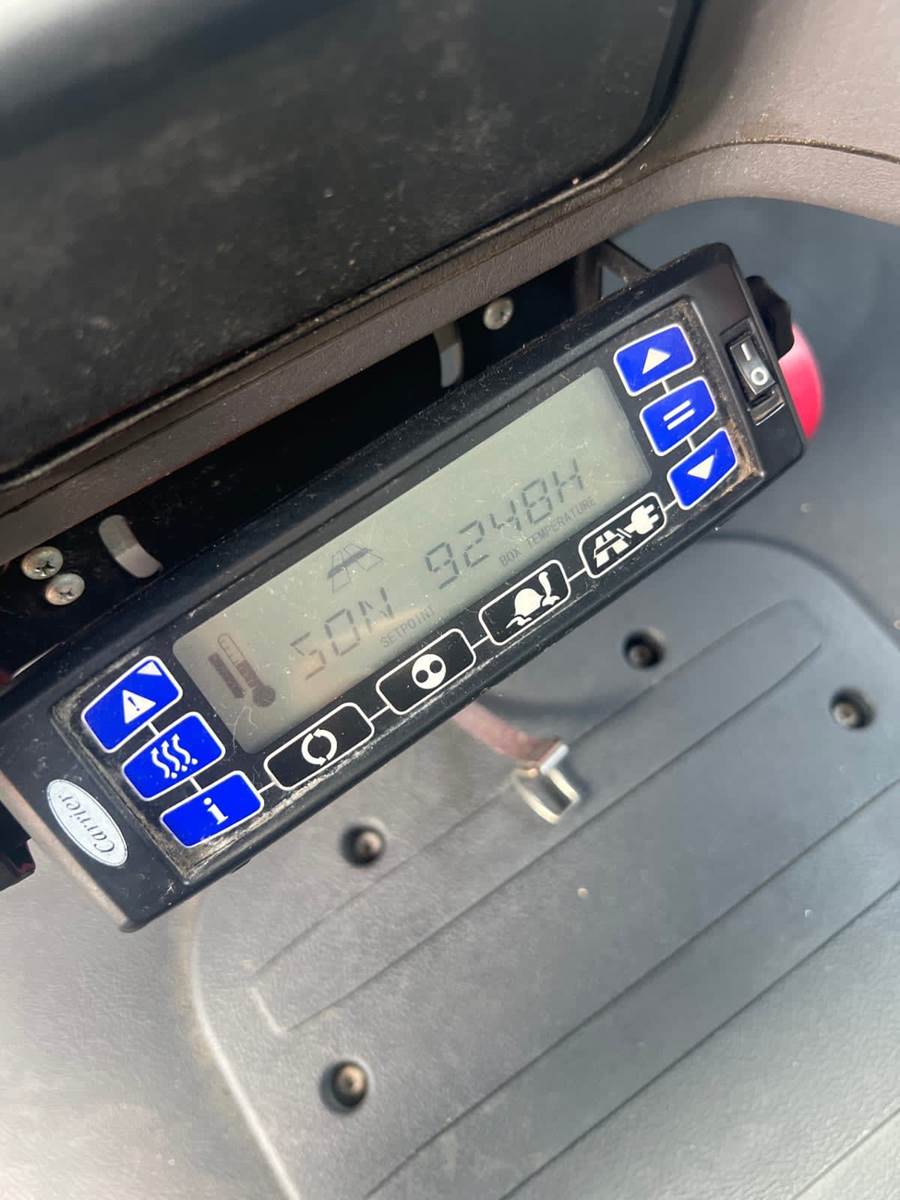 SON 9248H
SETPOINT BOX TEMPERATURE
i
Carrier